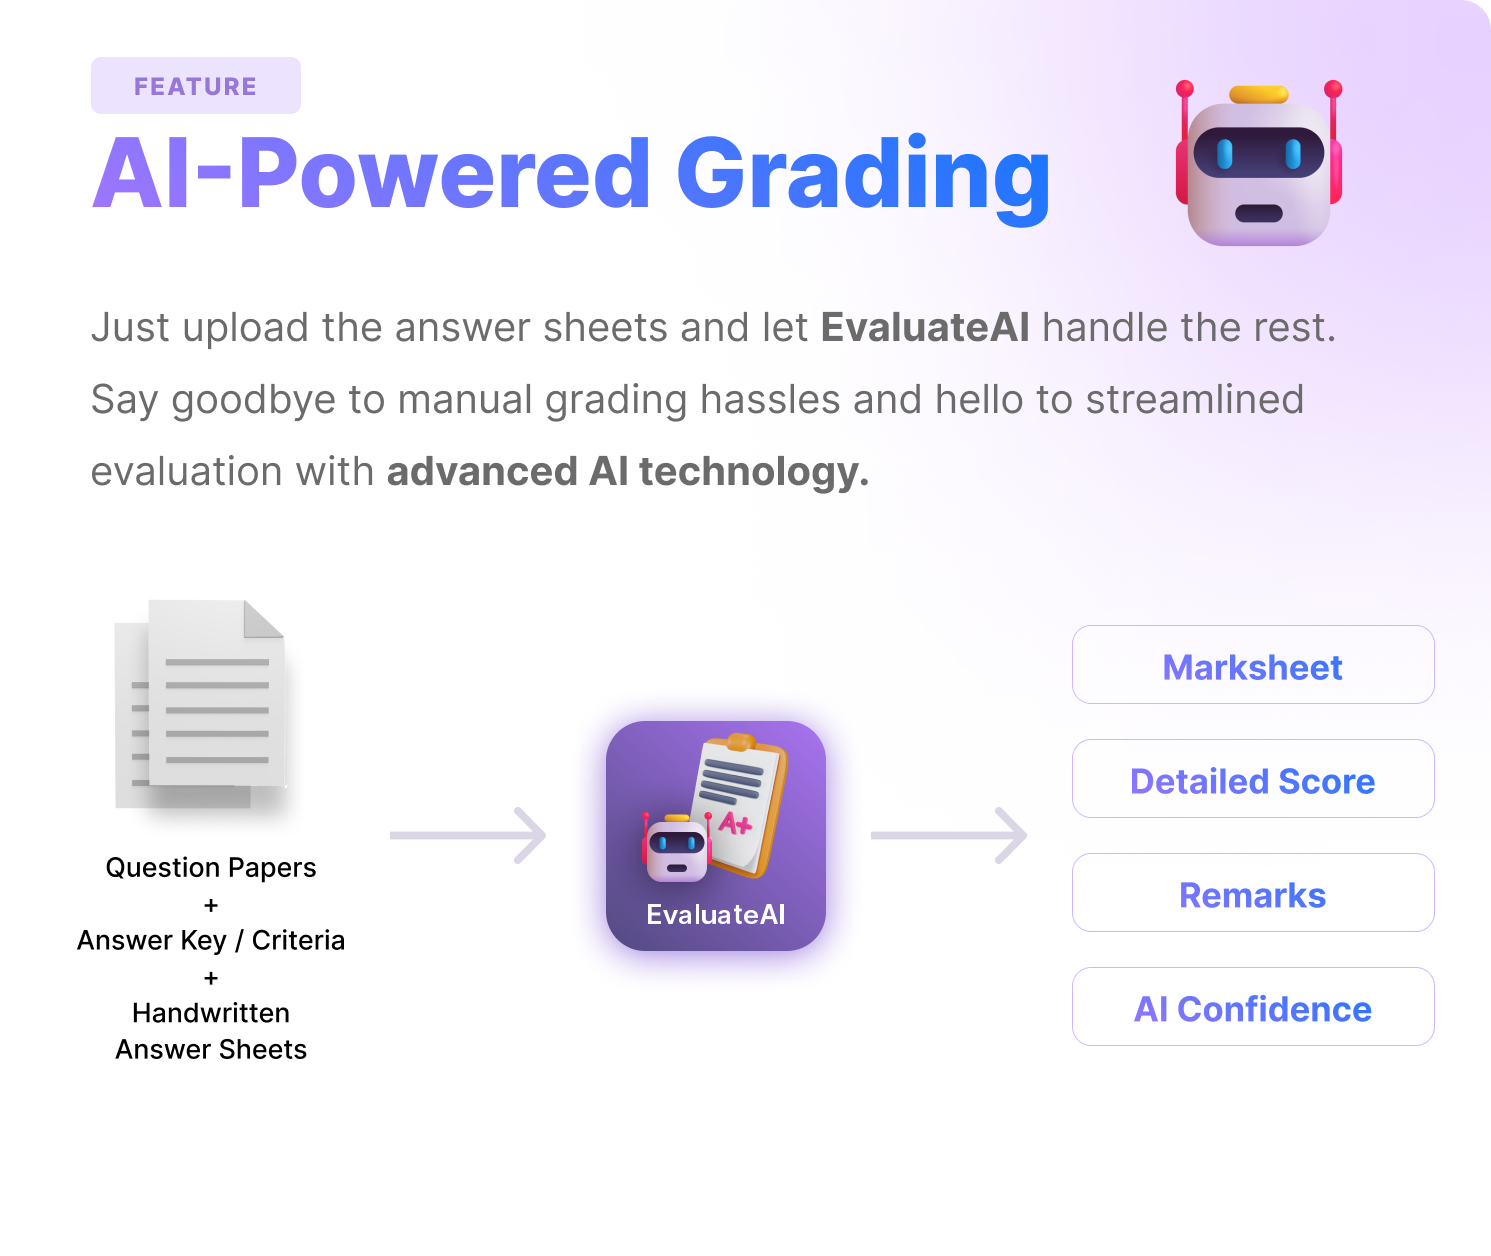 FEATURE
AI-Powered Grading
Just upload the answer sheets and let EvaluateAI handle the rest.
Say goodbye to manual grading hassles and hello to streamlined
evaluation with advanced AI technology.
Question Papers
+
Answer Key / Criteria
+
Handwritten
Answer Sheets
A+
EvaluateAI
Marksheet
Detailed Score
Remarks
AI Confidence